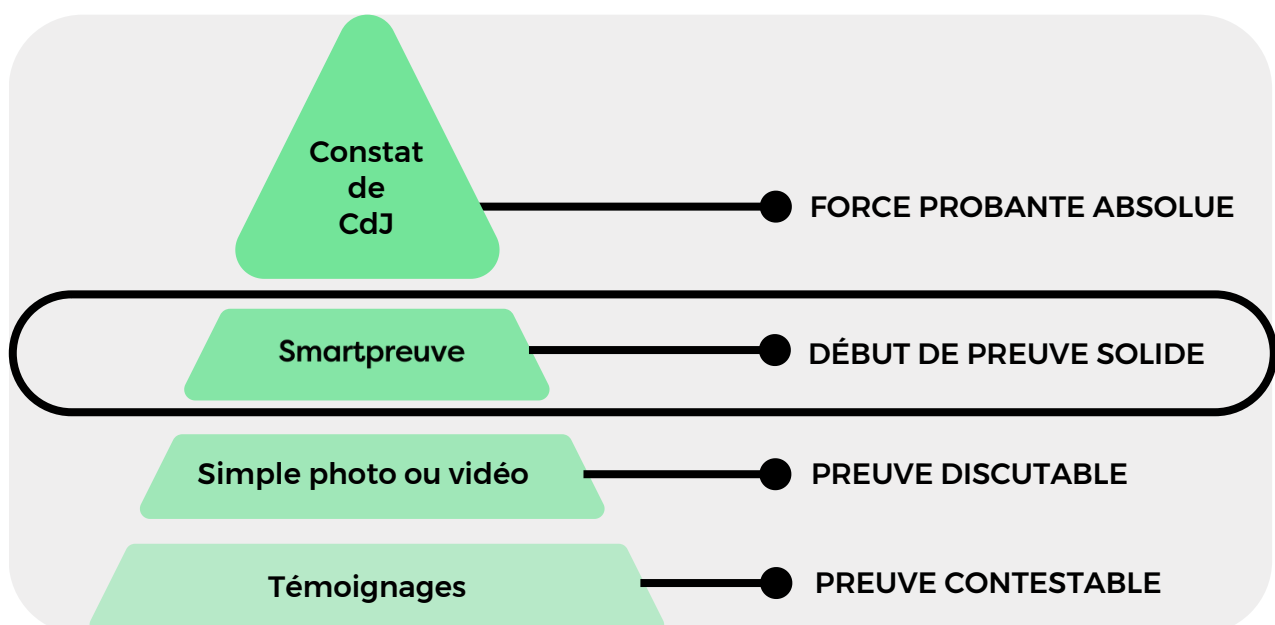 Constat
de
CdJ
FORCE PROBANTE ABSOLUE
Smartpreuve
DÉBUT DE PREUVE SOLIDE
Simple photo ou vidéo
PREUVE DISCUTABLE
Témoignages
PREUVE CONTESTABLE